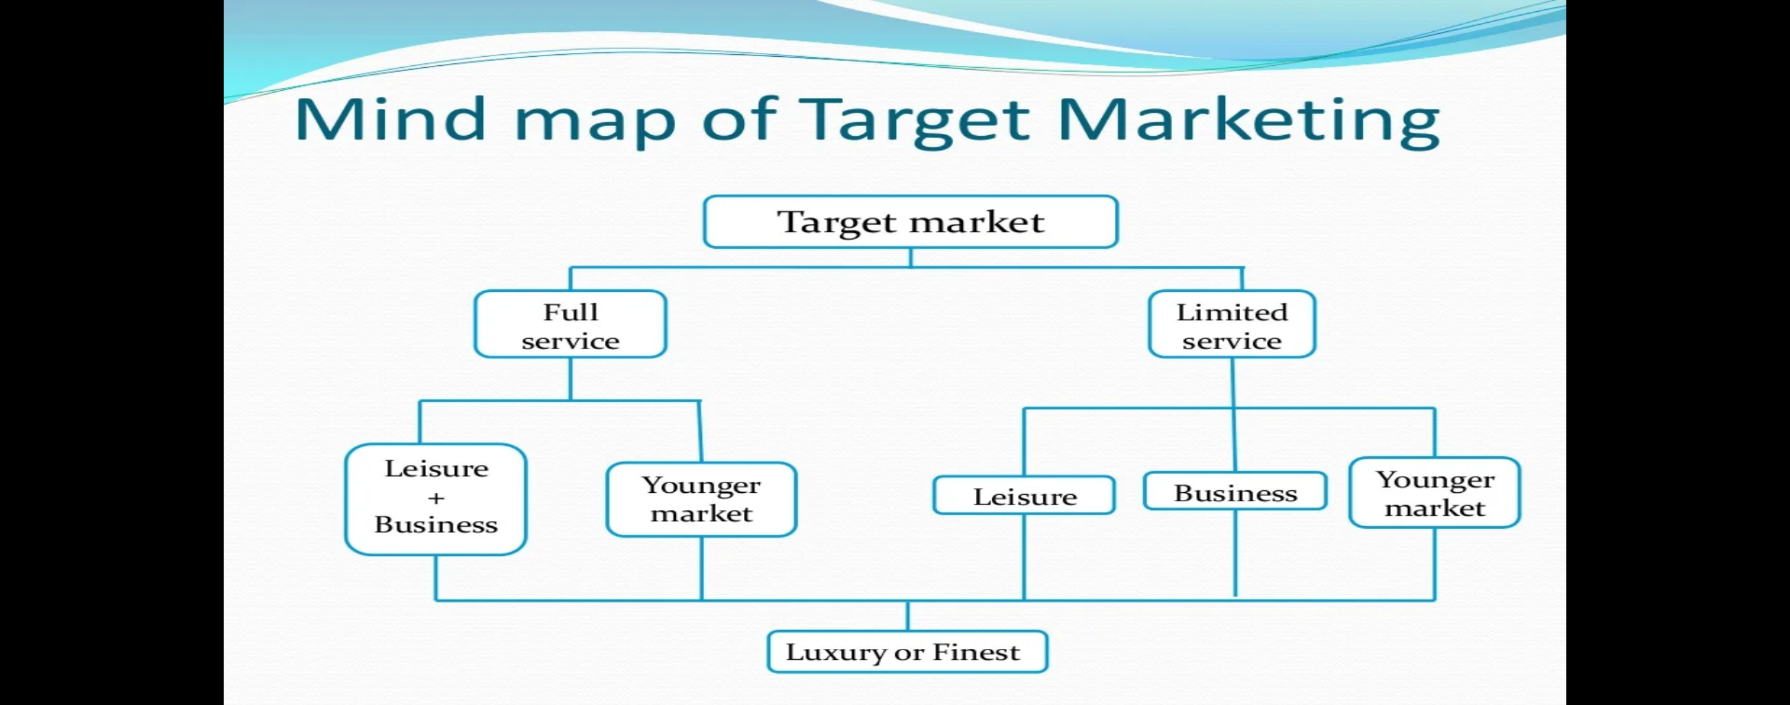 Mind map of Target Marketing
Target market
Full
service
Limited
service
Leisure
+
Business
Younger
market
Leisure
Business
Younger
market
Luxury or Finest